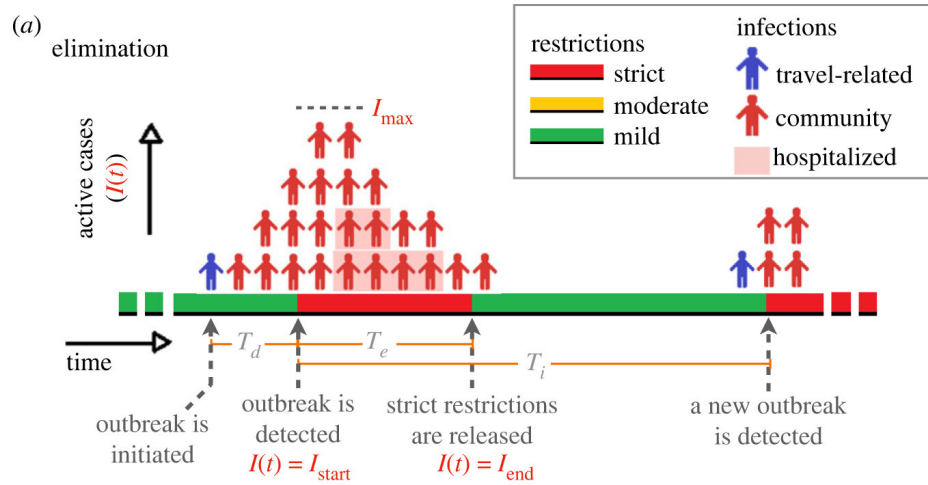 (a)
elimination
restrictions
strict
moderate
mild
infections
travel-related
community
hospitalized
I_max
active cases
(I(t))
time
T_d
T_e
T_i
outbreak is
initiated
outbreak is
detected
I(t) = I_start
strict restrictions
are released
I(t) = I_end
a new outbreak
is detected